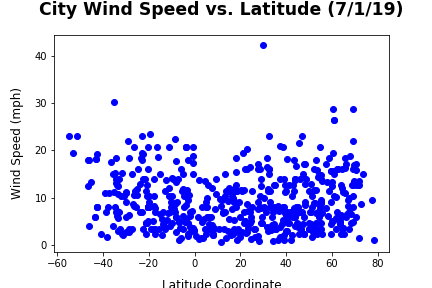 City Wind Speed vs. Latitude (7/1/19)
Wind Speed (mph)
40
30
20
10
0
−60 −40 −20 0 20 40 60 80
Latitude Coordinate